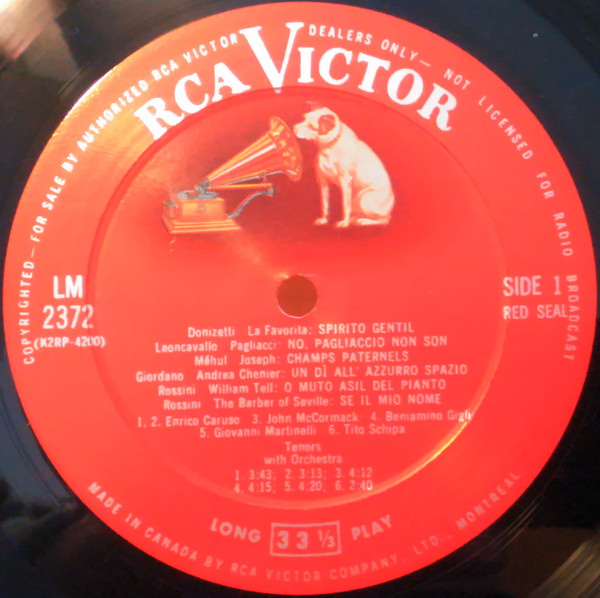 COPYRIGHTED — FOR SALE BY AUTHORIZED RCA VICTOR DEALERS ONLY — NOT LICENSED FOR RADIO BROADCAST
RCA VICTOR
LM
2372
(K2RP-4200)
SIDE 1
RED SEAL
Donizetti La Favorita: SPIRITO GENTIL
Leoncavallo Pagliacci: NO, PAGLIACCIO NON SON
Méhul Joseph: CHAMPS PATERNELS
Giordano Andrea Chenier: UN DÌ ALL' AZZURRO SPAZIO
Rossini William Tell: O MUTO ASIL DEL PIANTO
Rossini The Barber of Seville: SE IL MIO NOME
1, 2. Enrico Caruso 3. John McCormack 4. Beniamino Gigli
5. Giovanni Martinelli 6. Tito Schipa
Tenors
with Orchestra
1. 3:43; 2. 3:13; 3. 4:12
4. 4:15; 5. 4:20; 6. 2:40
LONG 33 1/3 PLAY
MADE IN CANADA BY RCA VICTOR COMPANY, LTD., MONTREAL